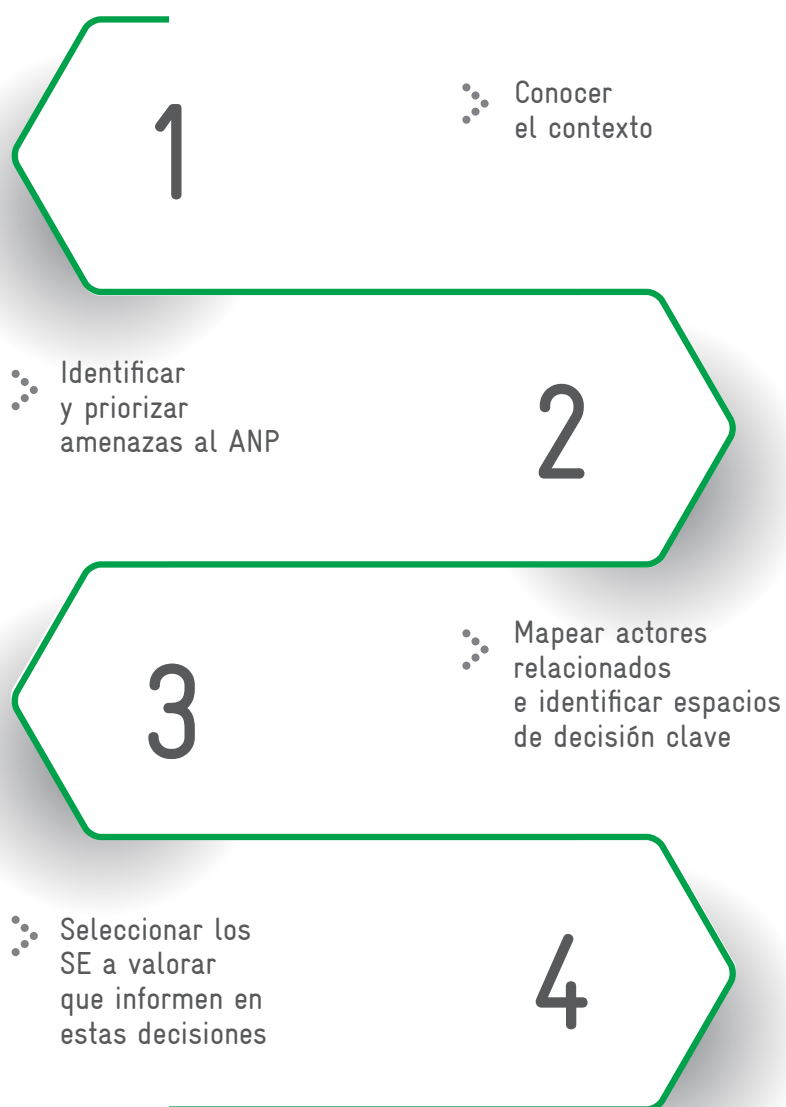 1
Conocer
el contexto
2
Identificar
y priorizar
amenazas al ANP
3
Mapear actores
relacionados
e identificar espacios
de decisión clave
4
Seleccionar los
SE a valorar
que informen en
estas decisiones